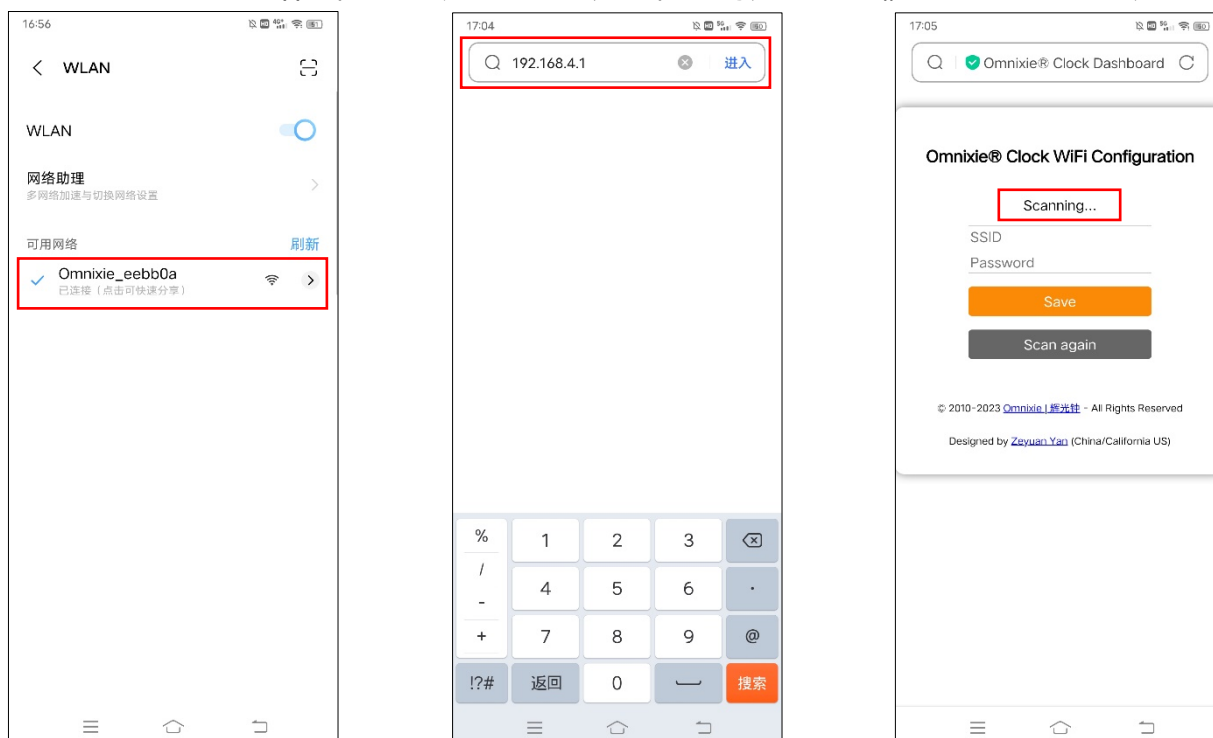 16:56
WLAN
WLAN
网络助理
多网络加速与切换网络设置
可用网络 刷新
Omnixie_eebb0a
已连接（点击可快速分享）
17:04
192.168.4.1 进入
% 1 2 3
/ 4 5 6 ·
-
+ 7 8 9 @
!?# 返回 0 搜索
17:05
Omnixie® Clock Dashboard
Omnixie® Clock WiFi Configuration
Scanning...
SSID
Password
Save
Scan again
© 2010-2023 Omnixie | 辉光钟 - All Rights Reserved
Designed by Zeyuan Yan (China/California US)